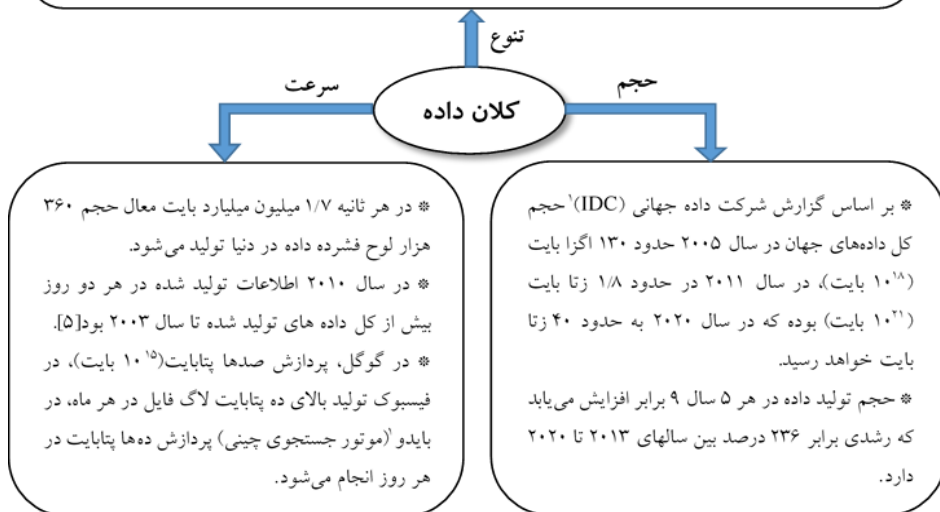 تنوع
سرعت
حجم
کلان داده
* بر اساس گزارش شرکت داده جهانی (IDC)۱ حجم
کل داده‌های جهان در سال ۲۰۰۵ حدود ۱۳۰ اگزا بایت
(۱۰^۱۸ بایت)، در سال ۲۰۱۱ در حدود ۱/۸ زتا بایت
(۱۰^۲۱ بایت) بوده که در سال ۲۰۲۰ به حدود ۴۰ زتا
بایت خواهد رسید.
* حجم تولید داده در هر ۵ سال ۹ برابر افزایش می‌یابد
که رشدی برابر ۲۳۶ درصد بین سالهای ۲۰۱۳ تا ۲۰۲۰
دارد.
* در هر ثانیه ۱/۷ میلیون میلیارد بایت معال حجم ۳۶۰
هزار لوح فشرده داده در دنیا تولید می‌شود.
* در سال ۲۰۱۰ اطلاعات تولید شده در هر دو روز
بیش از کل داده های تولید شده تا سال ۲۰۰۳ بود[۵].
* در گوگل، پردازش صدها پتابایت(۱۰^۱۵ بایت)، در
فیسبوک تولید بالای ده پتابایت لاگ فایل در هر ماه، در
بایدو (موتور جستجوی چینی) پردازش ده‌ها پتابایت در
هر روز انجام می‌شود.